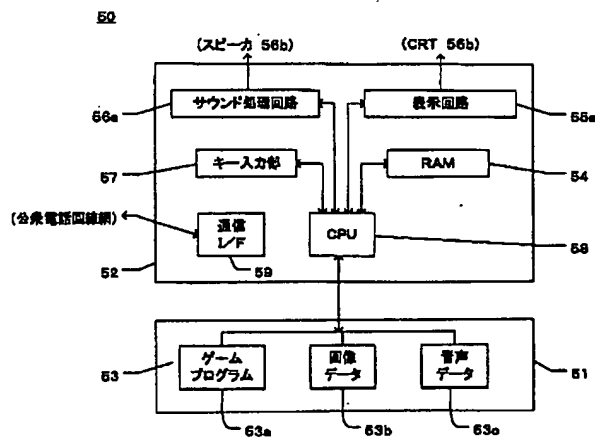 50
(スピーカ 56b)
(CRT 56b)
56a
サウンド処理回路
表示回路
55a
57
キー入力部
RAM
54
(公衆電話回線網)
通信
I/F
CPU
58
52
59
53
ゲーム
プログラム
画像
データ
音声
データ
51
53a
53b
53c